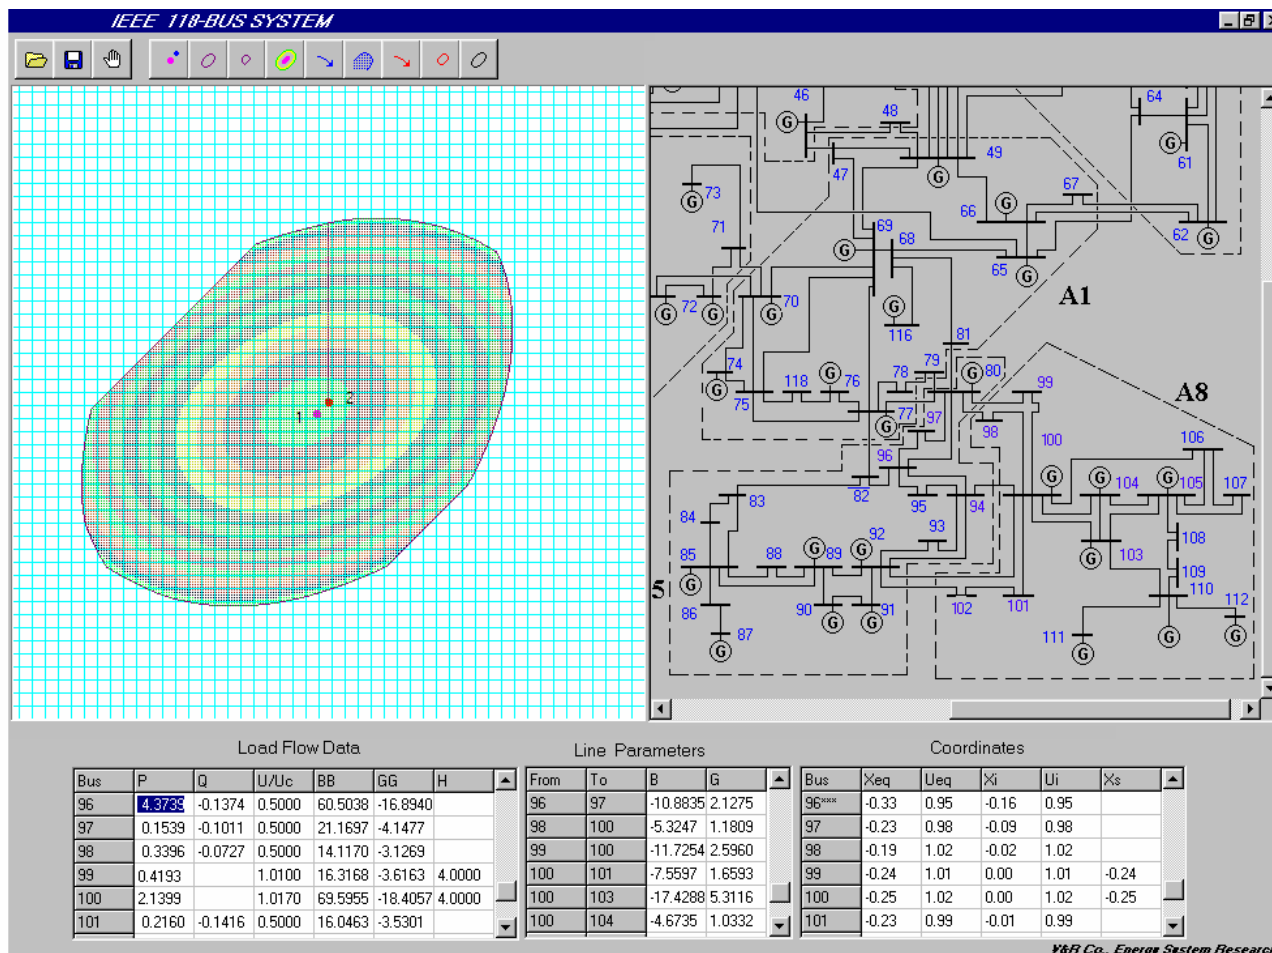 IEEE 118-BUS SYSTEM
46
48
64
G
G
61
49
47
G
67
73
G
G
66
69
71
68
62
G
G
65
G
A1
72
70
G
G
G
G
116
81
74
79
G
78
G
80
99
A8
118
76
75
77
97
98
G
106
96
100
G
G
G
82
104
105
107
95
94
83
84
93
92
108
G
G
103
85
88
89
G
109
G
110
5
102
101
86
90
91
112
G
G
87
111
G
G
G
G
1
2
Load Flow Data
Bus P Q U/Uc BB GG H
96 4.3739 -0.1374 0.5000 60.5038 -16.8940
97 0.1539 -0.1011 0.5000 21.1697 -4.1477
98 0.3396 -0.0727 0.5000 14.1170 -3.1269
99 0.4193 1.0100 16.3168 -3.6163 4.0000
100 2.1399 1.0170 69.5955 -18.4057 4.0000
101 0.2160 -0.1416 0.5000 16.0463 -3.5301
Line Parameters
From To B G
96 97 -10.8835 2.1275
98 100 -5.3247 1.1809
99 100 -11.7254 2.5960
100 101 -7.5597 1.6593
100 103 -17.4288 5.3116
100 104 -4.6735 1.0332
Coordinates
Bus Xeq Ueq Xi Ui Xs
96*** -0.33 0.95 -0.16 0.95
97 -0.23 0.98 -0.09 0.98
98 -0.19 1.02 -0.02 1.02
99 -0.24 1.01 0.00 1.01 -0.24
100 -0.25 1.02 0.00 1.02 -0.25
101 -0.23 0.99 -0.01 0.99
Y&R Co., Energy System Research